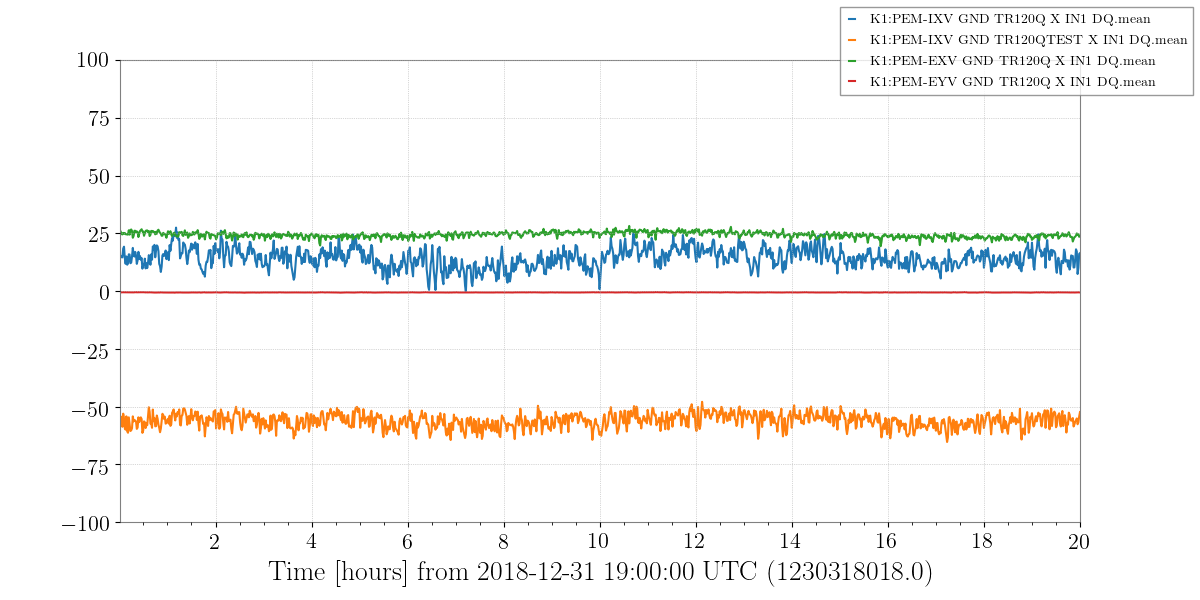 K1:PEM-IXV GND TR120Q X IN1 DQ.mean
K1:PEM-IXV GND TR120QTEST X IN1 DQ.mean
K1:PEM-EXV GND TR120Q X IN1 DQ.mean
K1:PEM-EYV GND TR120Q X IN1 DQ.mean
100
75
50
25
0
−25
−50
−75
−100
2 4 6 8 10 12 14 16 18 20
Time [hours] from 2018-12-31 19:00:00 UTC (1230318018.0)